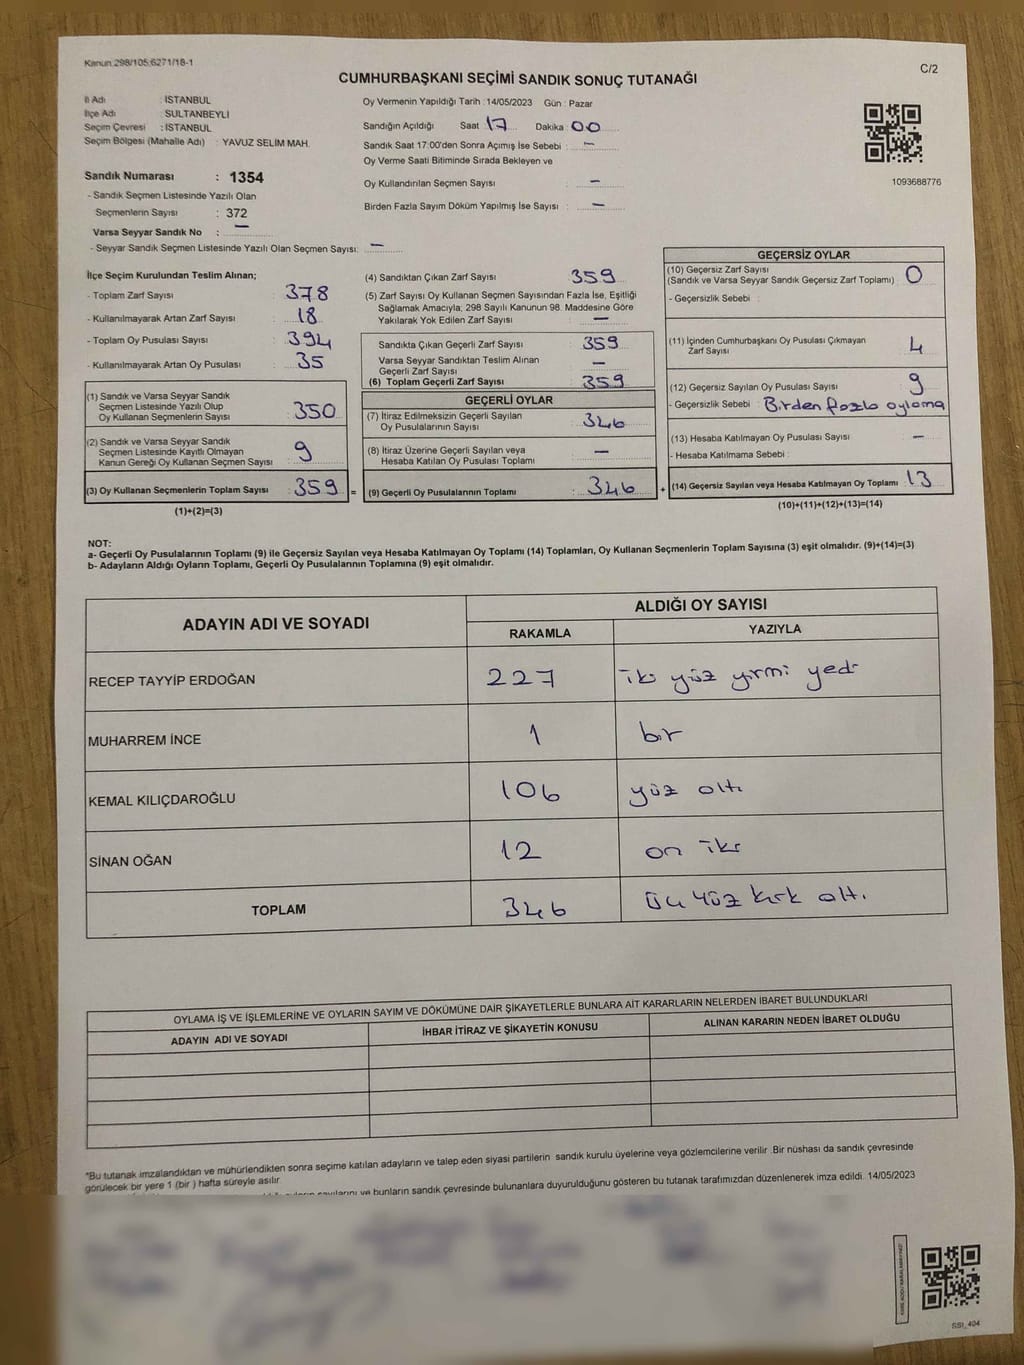 Kanun:298/105;6271/18-1
C/2
CUMHURBAŞKANI SEÇİMİ SANDIK SONUÇ TUTANAĞI
İl Adı : İSTANBUL
İlçe Adı : SULTANBEYLİ
Seçim Çevresi : İSTANBUL
Seçim Bölgesi (Mahalle Adı) : YAVUZ SELİM MAH.
Sandık Numarası : 1354
- Sandık Seçmen Listesinde Yazılı Olan
Seçmenlerin Sayısı : 372
Varsa Seyyar Sandık No : —
- Seyyar Sandık Seçmen Listesinde Yazılı Olan Seçmen Sayısı: —
Oy Vermenin Yapıldığı Tarih : 14/05/2023 Gün : Pazar
Sandığın Açıldığı Saat 17 Dakika : 00
Sandık Saat 17:00'den Sonra Açımış İse Sebebi : —
Oy Verme Saati Bitiminde Sırada Bekleyen ve
Oy Kullandırılan Seçmen Sayısı : —
Birden Fazla Sayım Döküm Yapılmış İse Sayısı : —
1093688776
İlçe Seçim Kurulundan Teslim Alınan;
- Toplam Zarf Sayısı : 378
- Kullanılmayarak Artan Zarf Sayısı : 18
- Toplam Oy Pusulası Sayısı : 394
- Kullanılmayarak Artan Oy Pusulası : 35
(1) Sandık ve Varsa Seyyar Sandık
Seçmen Listesinde Yazılı Olup
Oy Kullanan Seçmenlerin Sayısı : 350
(2) Sandık ve Varsa Seyyar Sandık
Seçmen Listesinde Kayıtlı Olmayan
Kanun Gereği Oy Kullanan Seçmen Sayısı : 9
(3) Oy Kullanan Seçmenlerin Toplam Sayısı : 359 =
(1)+(2)=(3)
(4) Sandıktan Çıkan Zarf Sayısı 359
(5) Zarf Sayısı Oy Kullanan Seçmen Sayısından Fazla İse, Eşitliği
Sağlamak Amacıyla, 298 Sayılı Kanunun 98. Maddesine Göre
Yakılarak Yok Edilen Zarf Sayısı : —
Sandıkta Çıkan Geçerli Zarf Sayısı : 359
Varsa Seyyar Sandıktan Teslim Alınan
Geçerli Zarf Sayısı : —
(6) Toplam Geçerli Zarf Sayısı : 359
GEÇERLİ OYLAR
(7) İtiraz Edilmeksizin Geçerli Sayılan
Oy Pusulalarının Sayısı : 346
(8) İtiraz Üzerine Geçerli Sayılan veya
Hesaba Katılan Oy Pusulası Toplamı : —
(9) Geçerli Oy Pusulalarının Toplamı : 346 +
GEÇERSİZ OYLAR
(10) Geçersiz Zarf Sayısı
(Sandık ve Varsa Seyyar Sandık Geçersiz Zarf Toplamı) : 0
- Geçersizlik Sebebi :
(11) İçinden Cumhurbaşkanı Oy Pusulası Çıkmayan
Zarf Sayısı 4
(12) Geçersiz Sayılan Oy Pusulası Sayısı : 9
- Geçersizlik Sebebi : Birden fazla oylama
(13) Hesaba Katılmayan Oy Pusulası Sayısı : —
- Hesaba Katılmama Sebebi :
(14) Geçersiz Sayılan veya Hesaba Katılmayan Oy Toplamı : 13
(10)+(11)+(12)+(13)=(14)
NOT:
a- Geçerli Oy Pusulalarının Toplamı (9) ile Geçersiz Sayılan veya Hesaba Katılmayan Oy Toplamı (14) Toplamları, Oy Kullanan Seçmenlerin Toplam Sayısına (3) eşit olmalıdır. (9)+(14)=(3)
b- Adayların Aldığı Oyların Toplamı, Geçerli Oy Pusulalarının Toplamına (9) eşit olmalıdır.
ADAYIN ADI VE SOYADI ALDIĞI OY SAYISI
RAKAMLA YAZIYLA
RECEP TAYYİP ERDOĞAN 227 iki yüz yirmi yedi
MUHARREM İNCE 1 bir
KEMAL KILIÇDAROĞLU 106 yüz altı
SİNAN OĞAN 12 on iki
TOPLAM 346 üç yüz kırk altı
OYLAMA İŞ VE İŞLEMLERİNE VE OYLARIN SAYIM VE DÖKÜMÜNE DAİR ŞİKAYETLERLE BUNLARA AİT KARARLARIN NELERDEN İBARET BULUNDUKLARI
ADAYIN ADI VE SOYADI İHBAR İTİRAZ VE ŞİKAYETİN KONUSU ALINAN KARARIN NEDEN İBARET OLDUĞU
*Bu tutanak imzalandıktan ve mühürlendikten sonra seçime katılan adayların ve talep eden siyasi partilerin sandık kurulu üyelerine veya gözlemcilerine verilir .Bir nüshası da sandık çevresinde
görülecek bir yere 1 (bir ) hafta süreyle asılır
sayılarını ve bunların sandık çevresinde bulunanlara duyurulduğunu gösteren bu tutanak tarafımızdan düzenlenerek imza edildi. 14/05/2023
SSI_404